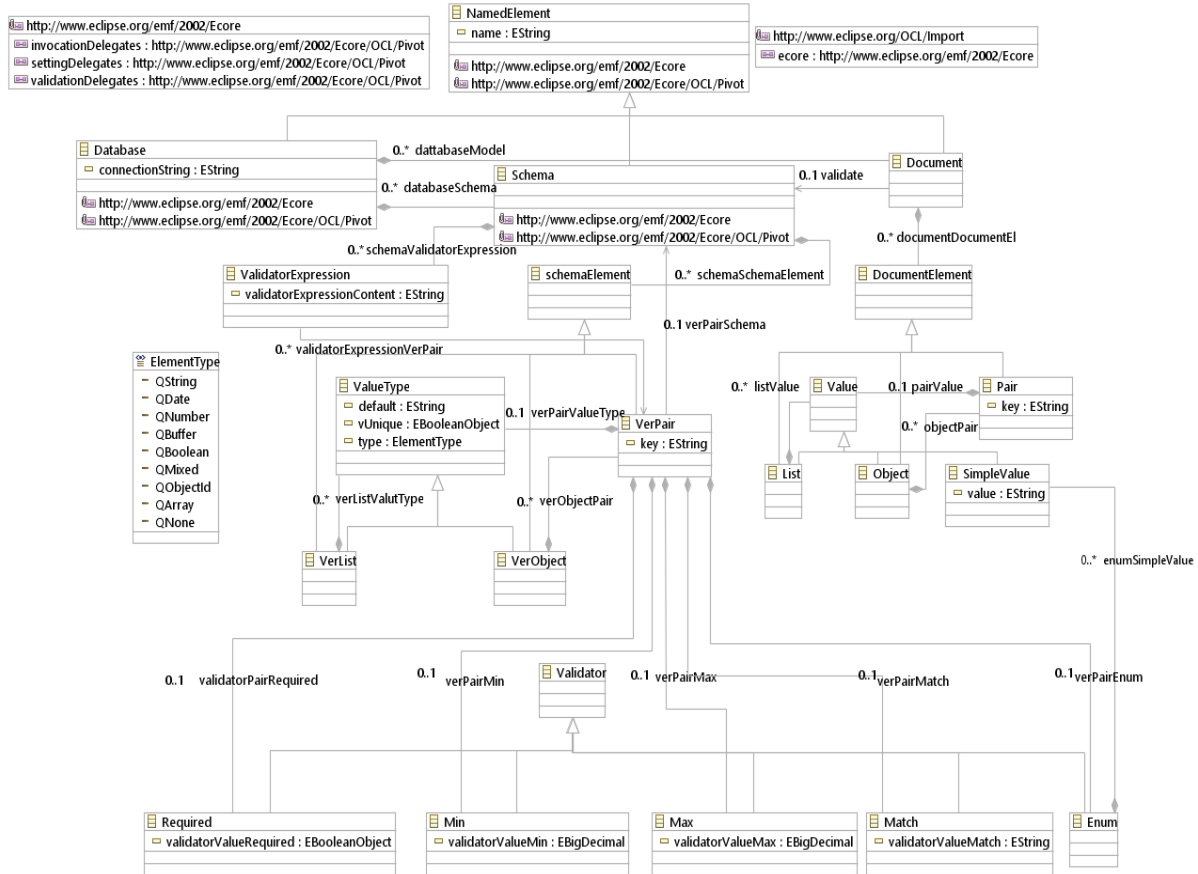 http://www.eclipse.org/emf/2002/Ecore
invocationDelegates : http://www.eclipse.org/emf/2002/Ecore/OCL/Pivot
settingDelegates : http://www.eclipse.org/emf/2002/Ecore/OCL/Pivot
validationDelegates : http://www.eclipse.org/emf/2002/Ecore/OCL/Pivot
NamedElement
name : EString
http://www.eclipse.org/emf/2002/Ecore
http://www.eclipse.org/emf/2002/Ecore/OCL/Pivot
http://www.eclipse.org/OCL/Import
ecore : http://www.eclipse.org/emf/2002/Ecore
Database
connectionString : EString
http://www.eclipse.org/emf/2002/Ecore
http://www.eclipse.org/emf/2002/Ecore/OCL/Pivot
0..* dattabaseModel
0..* databaseSchema
Schema
http://www.eclipse.org/emf/2002/Ecore
http://www.eclipse.org/emf/2002/Ecore/OCL/Pivot
0..1 validate
Document
0..* documentDocumentEl
0..* schemaValidatorExpression
ValidatorExpression
validatorExpressionContent : EString
schemaElement
0..* schemaSchemaElement
DocumentElement
0..1 verPairSchema
0..* validatorExpressionVerPair
ElementType
QString
QDate
QNumber
QBuffer
QBoolean
QMixed
QObjectId
QArray
QNone
ValueType
default : EString
vUnique : EBooleanObject
type : ElementType
0..1 verPairValueType
VerPair
key : EString
0..* listValue
Value
0..1 pairValue
Pair
key : EString
0..* objectPair
List
Object
SimpleValue
value : EString
0..* verListValutType
0..* verObjectPair
VerList
VerObject
0..* enumSimpleValue
0..1 validatorPairRequired
0..1 verPairMin
Validator
0..1 verPairMax
0..1 verPairMatch
0..1 verPairEnum
Required
validatorValueRequired : EBooleanObject
Min
validatorValueMin : EBigDecimal
Max
validatorValueMax : EBigDecimal
Match
validatorValueMatch : EString
Enum